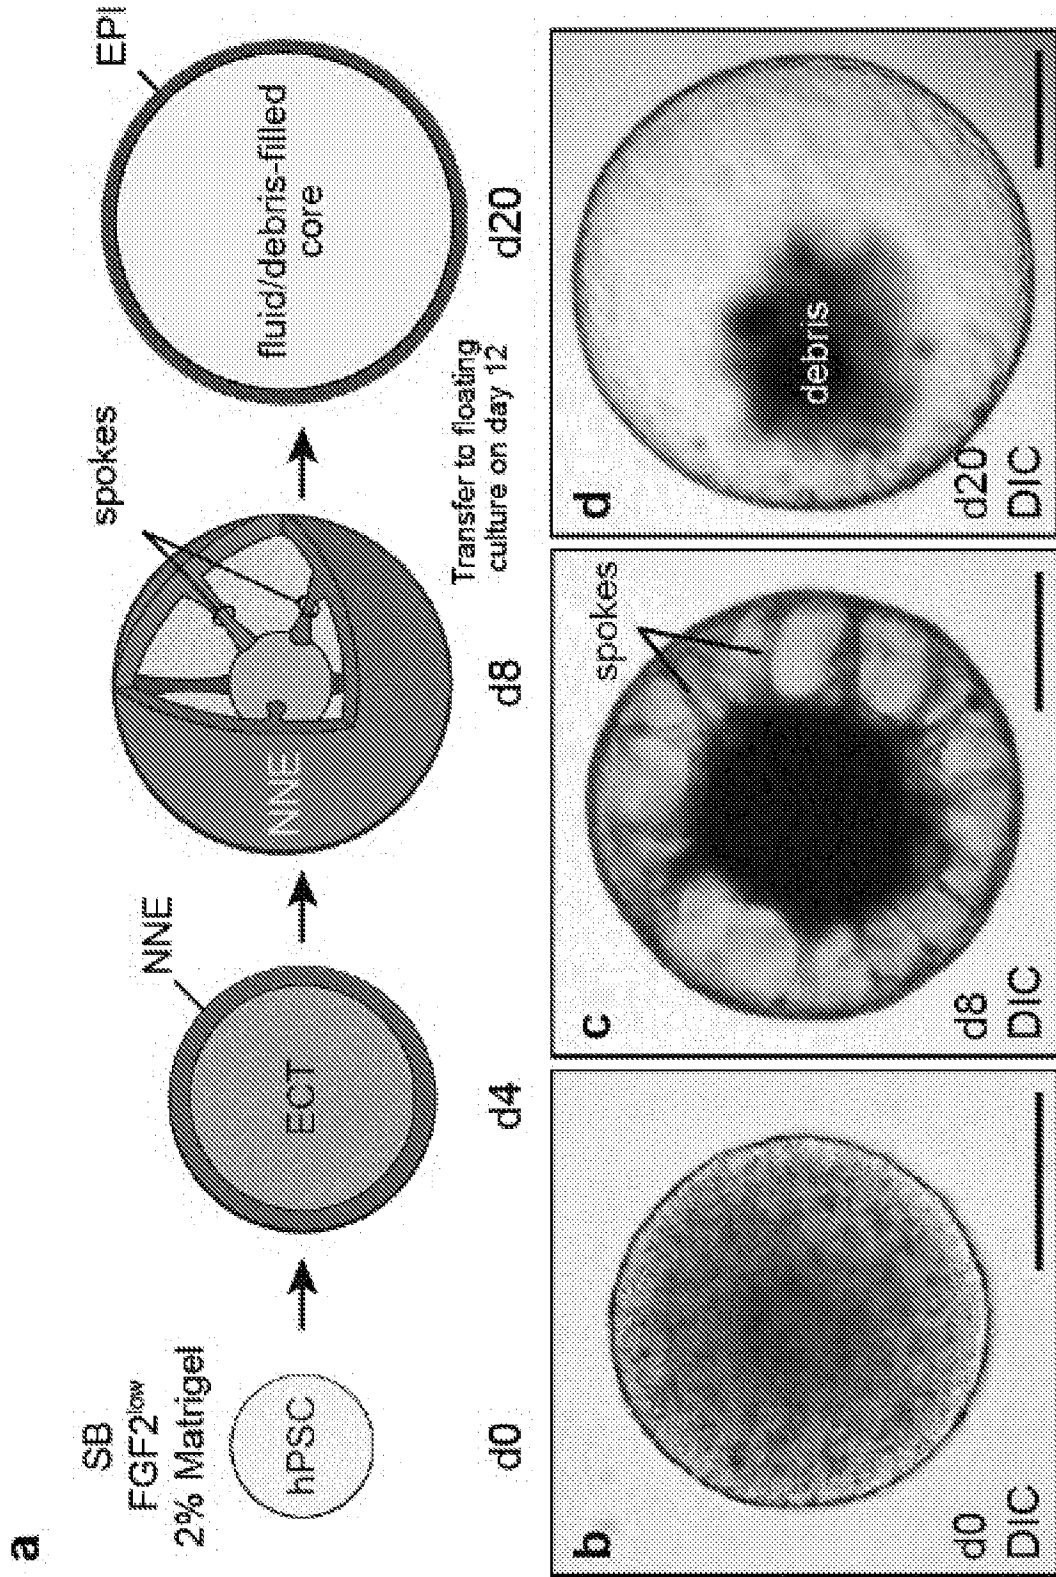 a
SB
FGF2low
2% Matrigel
hPSC
d0
NNE
ECT
d4
NNE
spokes
d8
Transfer to floating
culture on day 12
EPI
fluid/debris-filled
core
d20
b
d0
DIC
c
spokes
d8
DIC
d
debris
d20
DIC